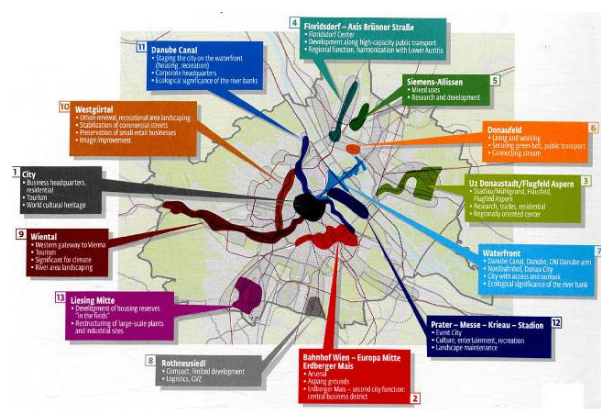 4
Floridsdorf – Axis Brünner Straße
• Floridsdorf Center
• Development along high-capacity public transport
• Regional function, harmonization with Lower Austria
11
Danube Canal
• Staging the city on the waterfront
(housing, recreation)
• Corporate headquarters
• Ecological significance of the river banks
Siemens-Allissen
• Mixed uses
• Research and development
5
10
Westgürtel
• Urban renewal, recreational area landscaping
• Stabilization of commercial streets
• Preservation of small retail businesses
• Image improvement
6
Donaufeld
• Living and working
• Securing green belt, public transport
• Connecting stream
1
City
• Business headquarters,
residential
• Tourism
• World cultural heritage
U2 Donaustadt/Flugfeld Aspern
• Stadlau/Mühlgrund, Hausfeld,
Flugfeld Aspern
• Research, trades, residential
• Regionally oriented center
3
9
Wiental
• Western gateway to Vienna
• Tourism
• Significant for climate
• River area landscaping
7
Waterfront
• Danube Canal, Danube, Old Danube arm
• Nordbahnhof, Donau City
• City with access and outlook
• Ecological significance of the river bank
13
Liesing Mitte
• Development of housing reserves
"in the fields"
• Restructuring of large-scale plants
and industrial sites
12
Prater – Messe – Krieau – Stadion
• Event City
• Culture, entertainment, recreation
• Landscape maintenance
8
Rothneusiedl
• Compact, limited development
• Logistics, GVZ
Bahnhof Wien – Europa Mitte
Erdberger Mais
• Arsenal
• Aspang grounds
• Erdberger Mais – second city function:
central business district
2